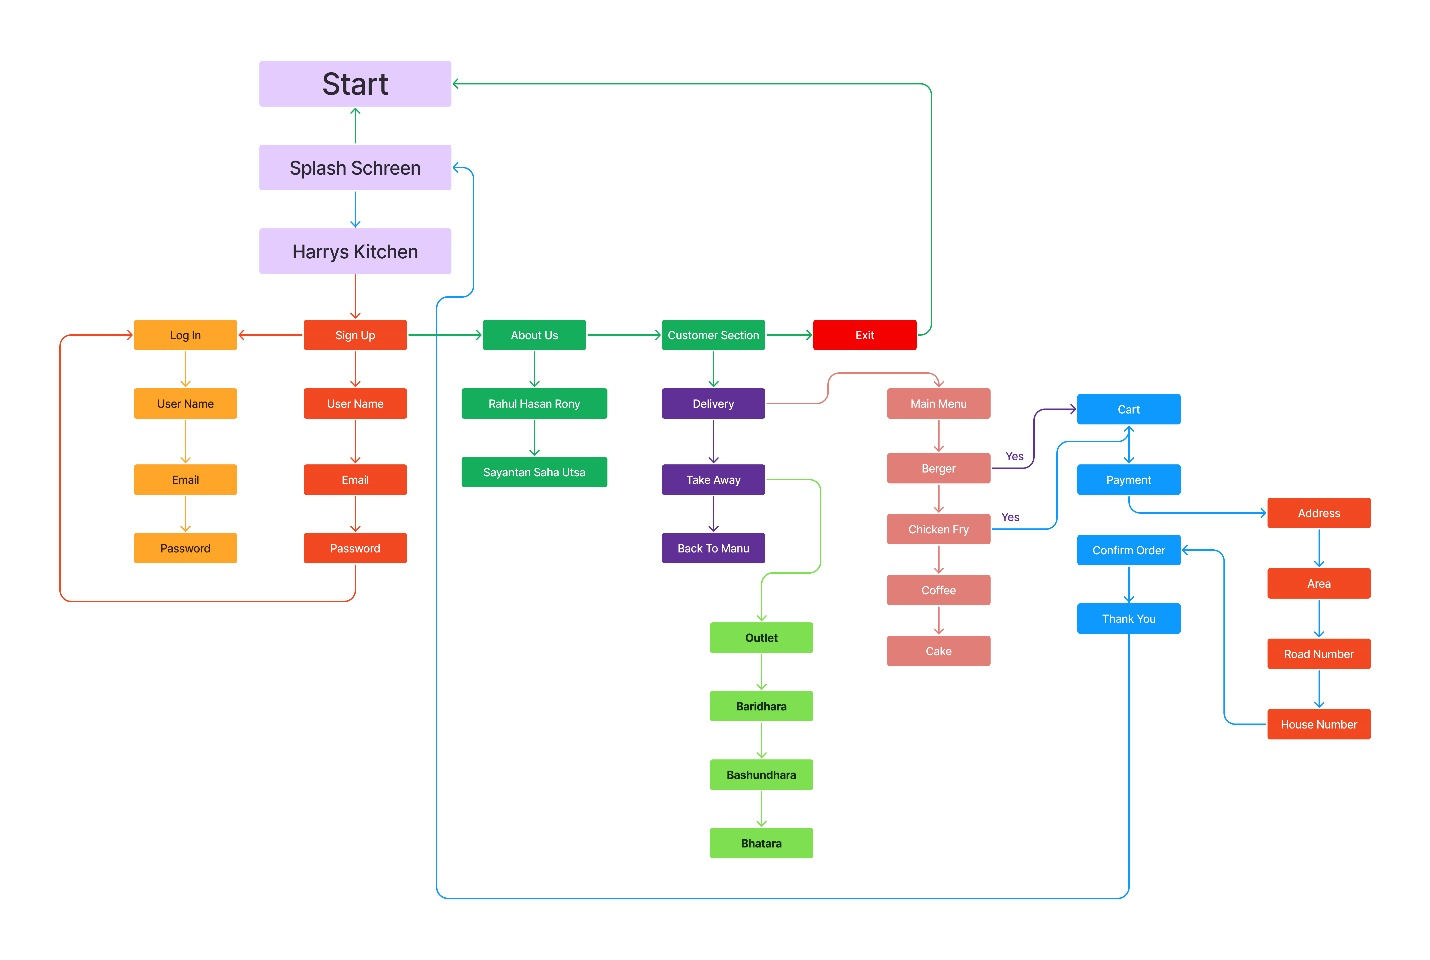 Start
Splash Schreen
Harrys Kitchen
Log In
Sign Up
About Us
Customer Section
Exit
User Name
User Name
Rahul Hasan Rony
Delivery
Main Menu
Cart
Email
Email
Sayantan Saha Utsa
Take Away
Berger
Yes
Payment
Password
Password
Back To Manu
Chicken Fry
Yes
Address
Confirm Order
Coffee
Area
Thank You
Outlet
Cake
Road Number
Baridhara
House Number
Bashundhara
Bhatara